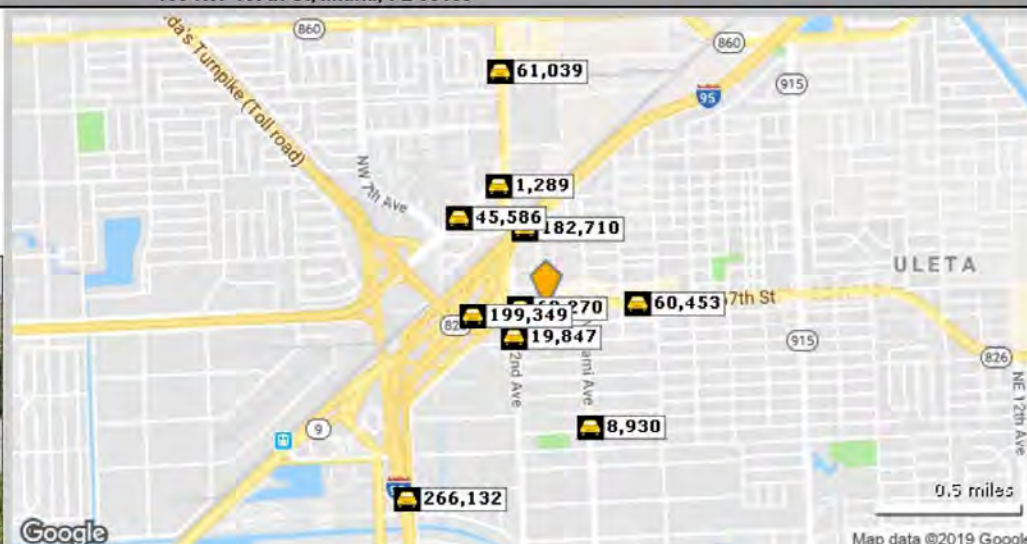 860
da's Turnpike (Toll road)
61,039
860
95
915
NW 7th Ave
1,289
45,586
182,710
ULETA
60,453
7th St
199,349
19,847
915
826
2nd Ave
ami Ave
NE 12th Ave
8,930
9
266,132
0.5 miles
Google
Map data ©2019 Google